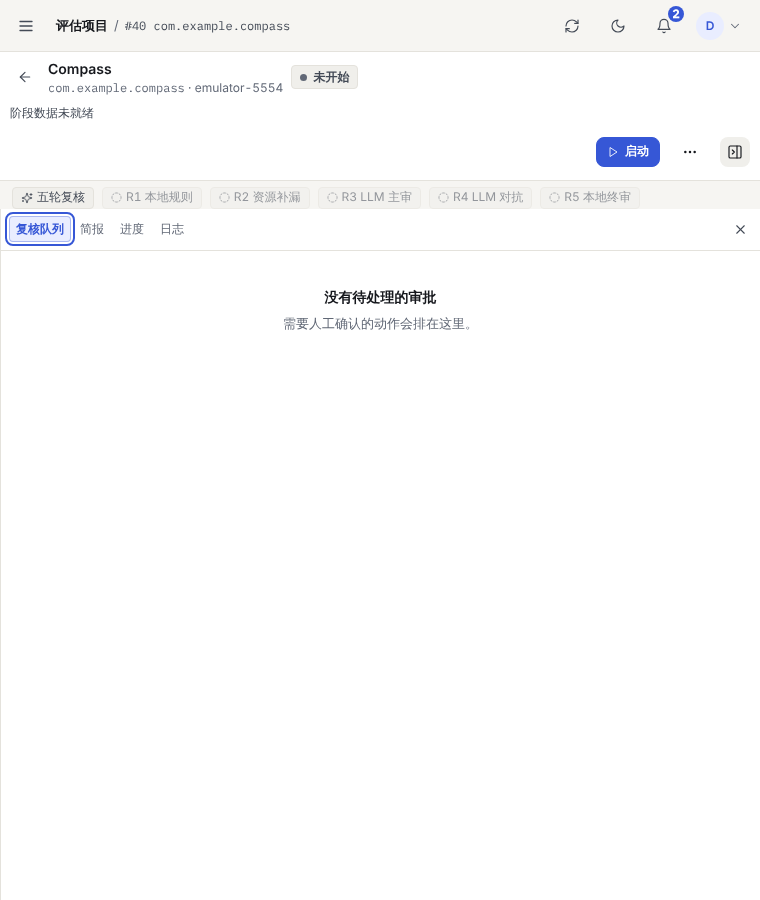 评估项目 / #40 com.example.compass
2
D
Compass
com.example.compass · emulator-5554
未开始
阶段数据未就绪
启动
五轮复核
R1 本地规则
R2 资源补漏
R3 LLM 主审
R4 LLM 对抗
R5 本地终审
复核队列
简报
进度
日志
没有待处理的审批
需要人工确认的动作会排在这里。